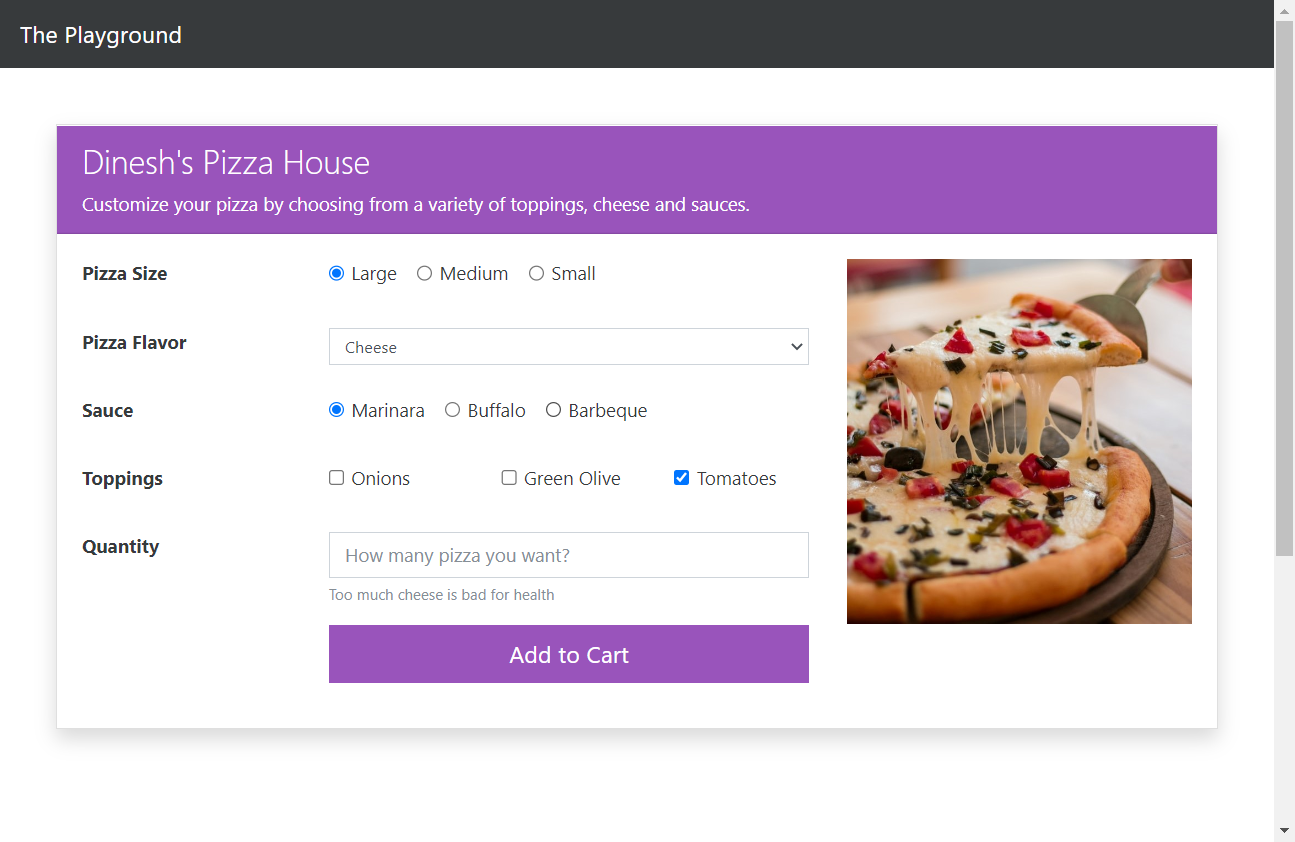 The Playground
Dinesh's Pizza House
Customize your pizza by choosing from a variety of toppings, cheese and sauces.
Pizza Size Large Medium Small
Pizza Flavor Cheese
Sauce Marinara Buffalo Barbeque
Toppings Onions Green Olive Tomatoes
Quantity How many pizza you want?
Too much cheese is bad for health
Add to Cart